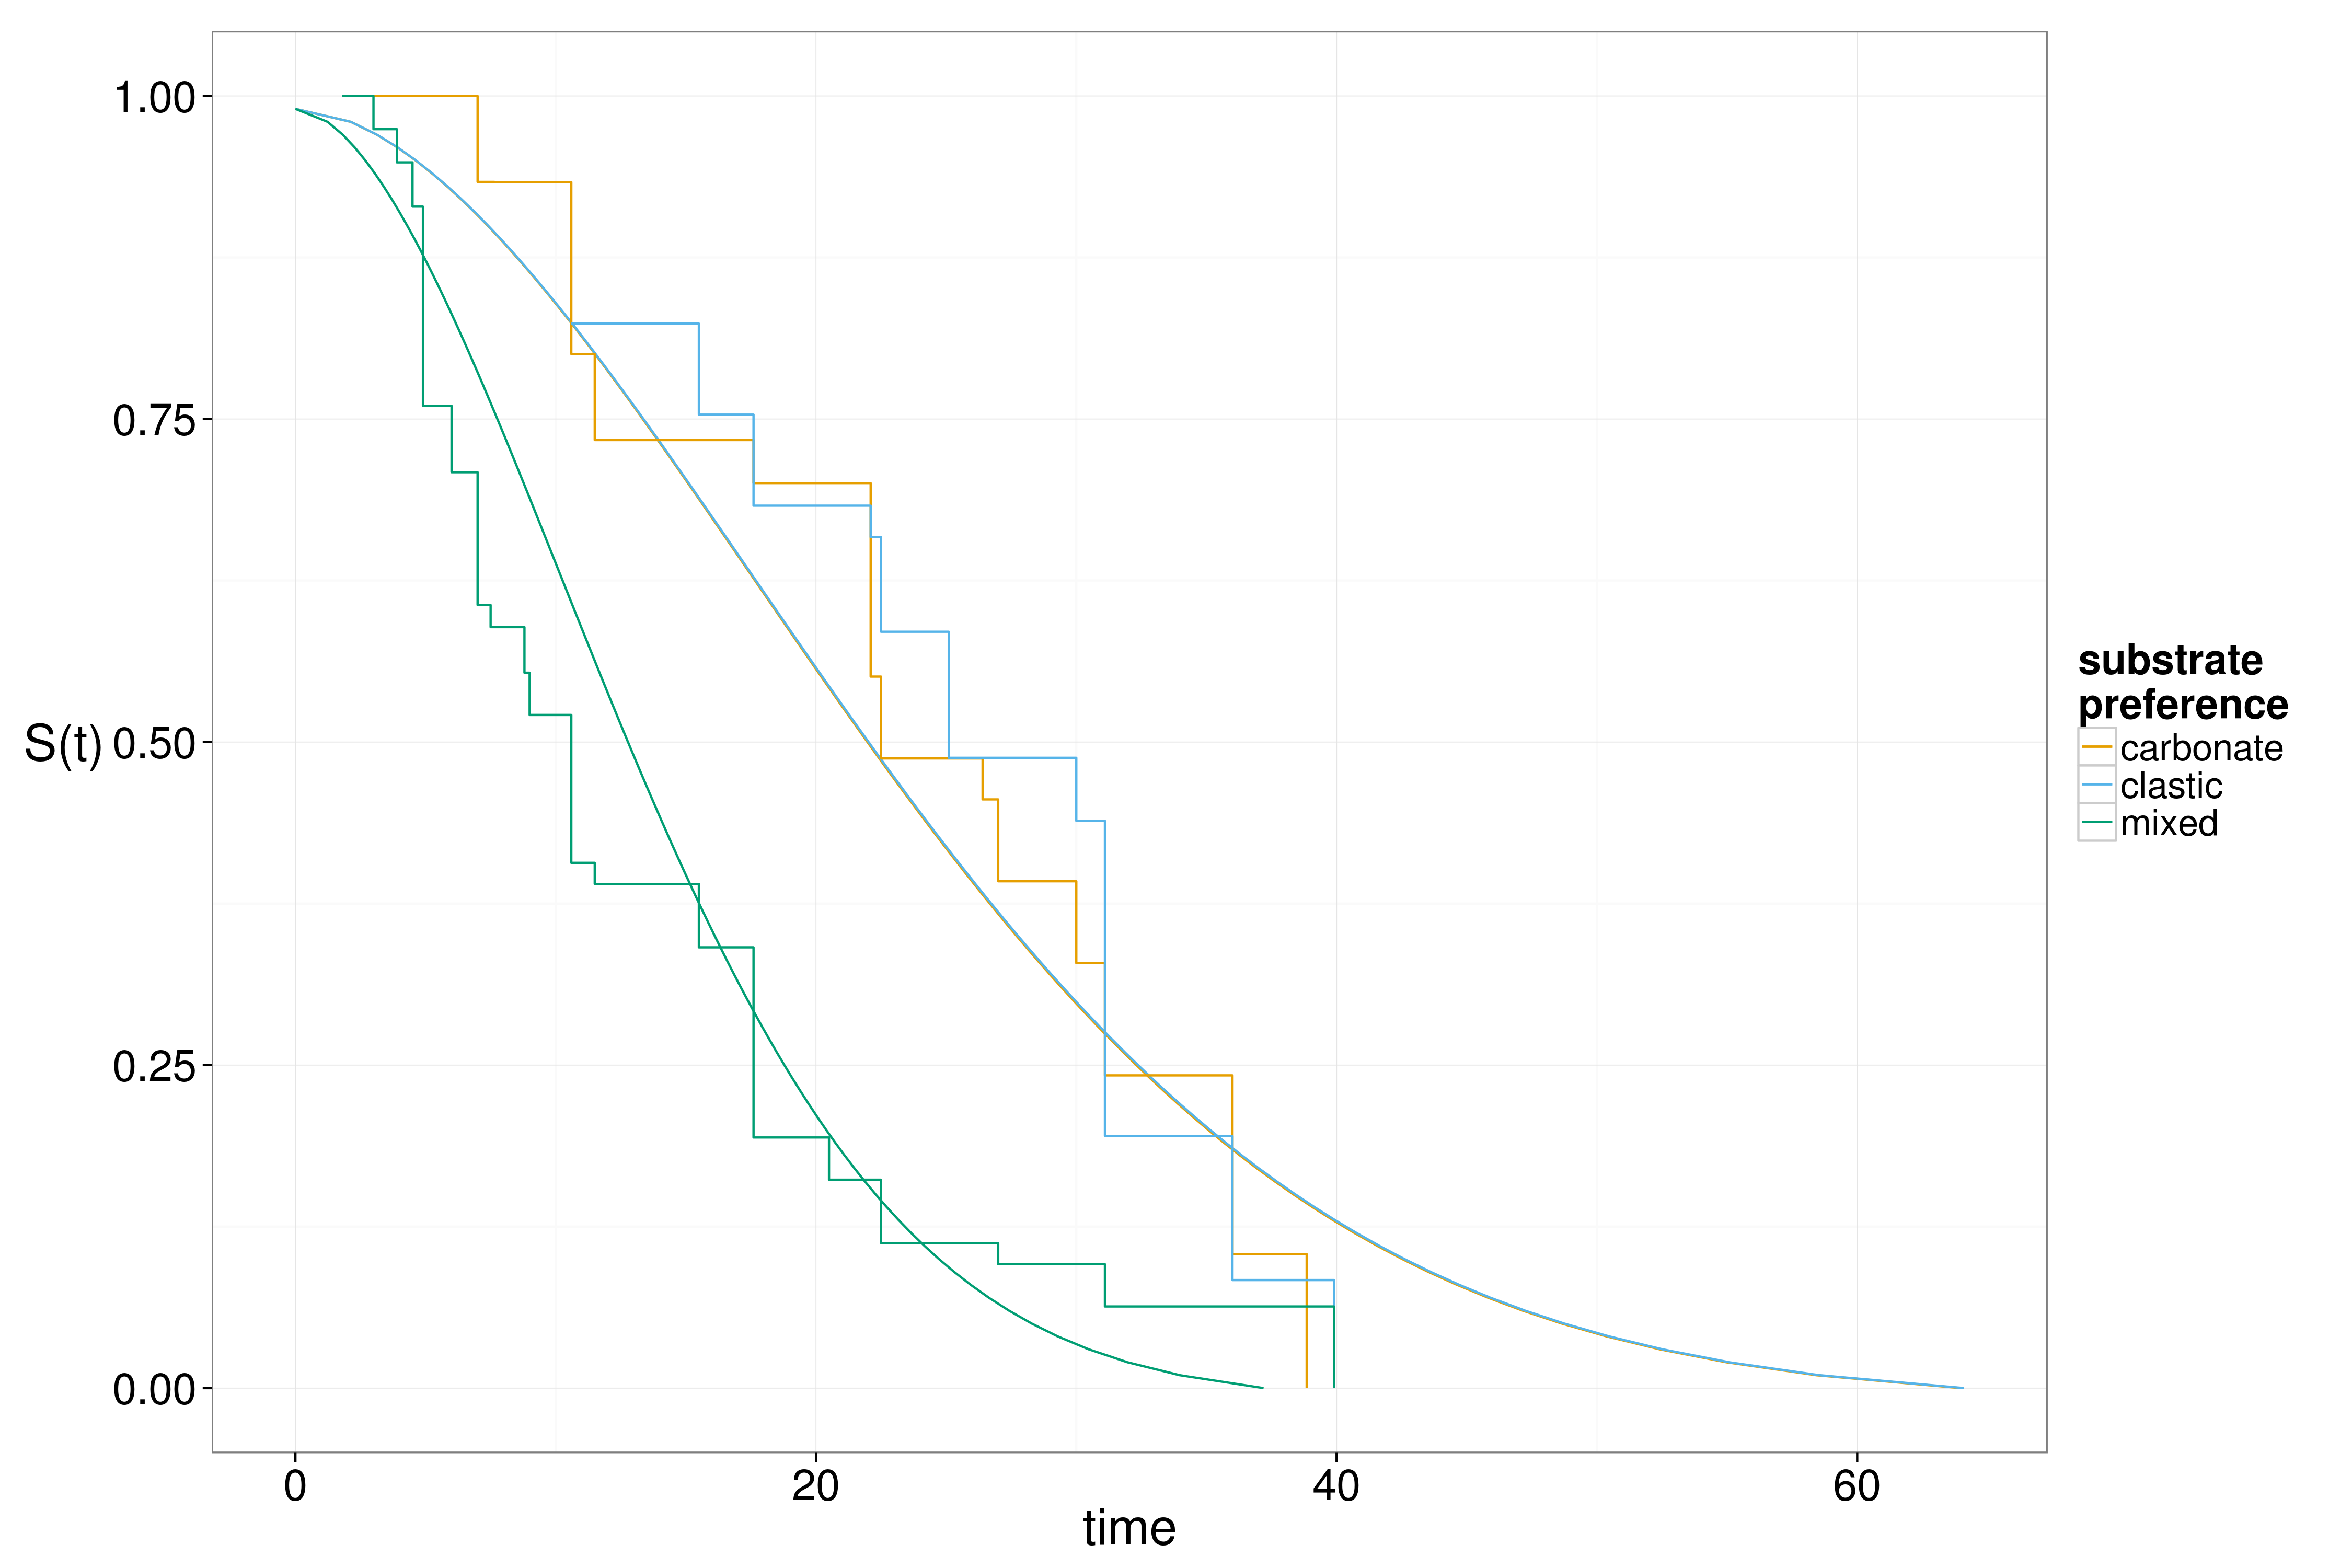 1.00
0.75
S(t) 0.50
0.25
0.00
0 20 40 60
time
substrate
preference
carbonate
clastic
mixed